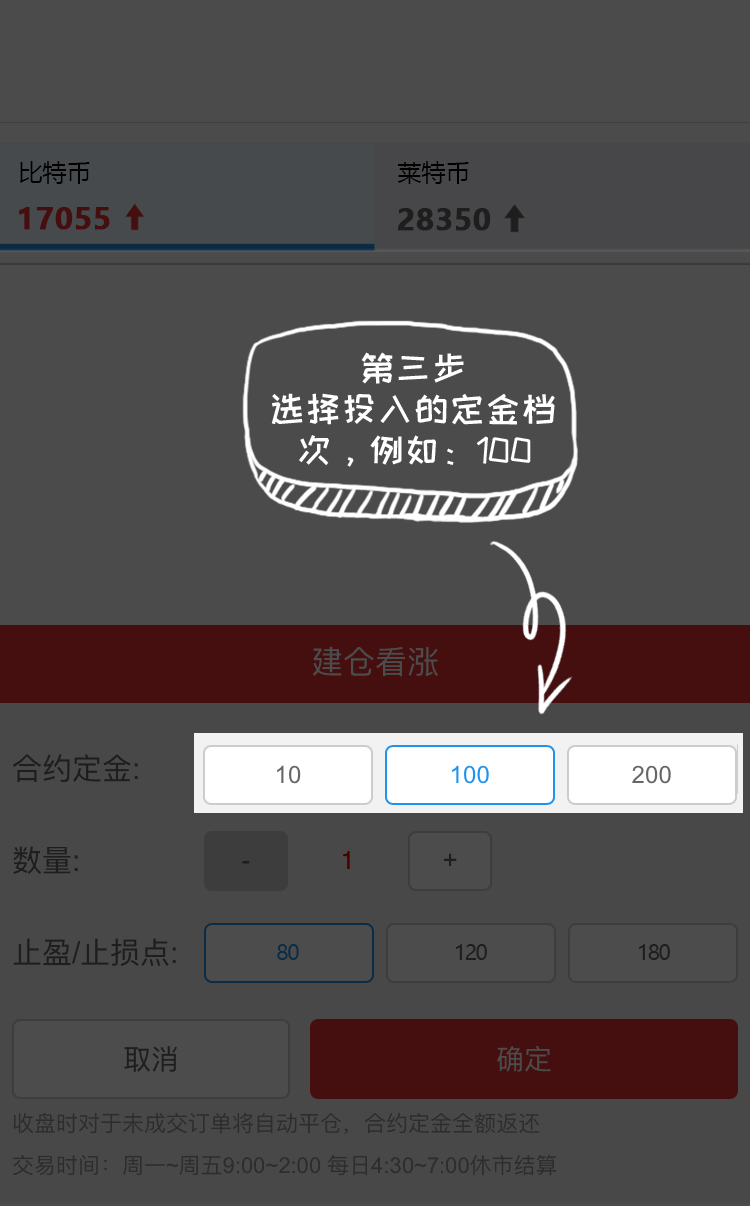 比特币 莱特币
17055 28350
第三步
选择投入的定金档
次，例如：100
建仓看涨
合约定金: 10 100 200
数量: - 1 +
止盈/止损点: 80 120 180
取消 确定
收盘时对于未成交订单将自动平仓，合约定金全额返还
交易时间：周一~周五9:00~2:00 每日4:30~7:00休市结算